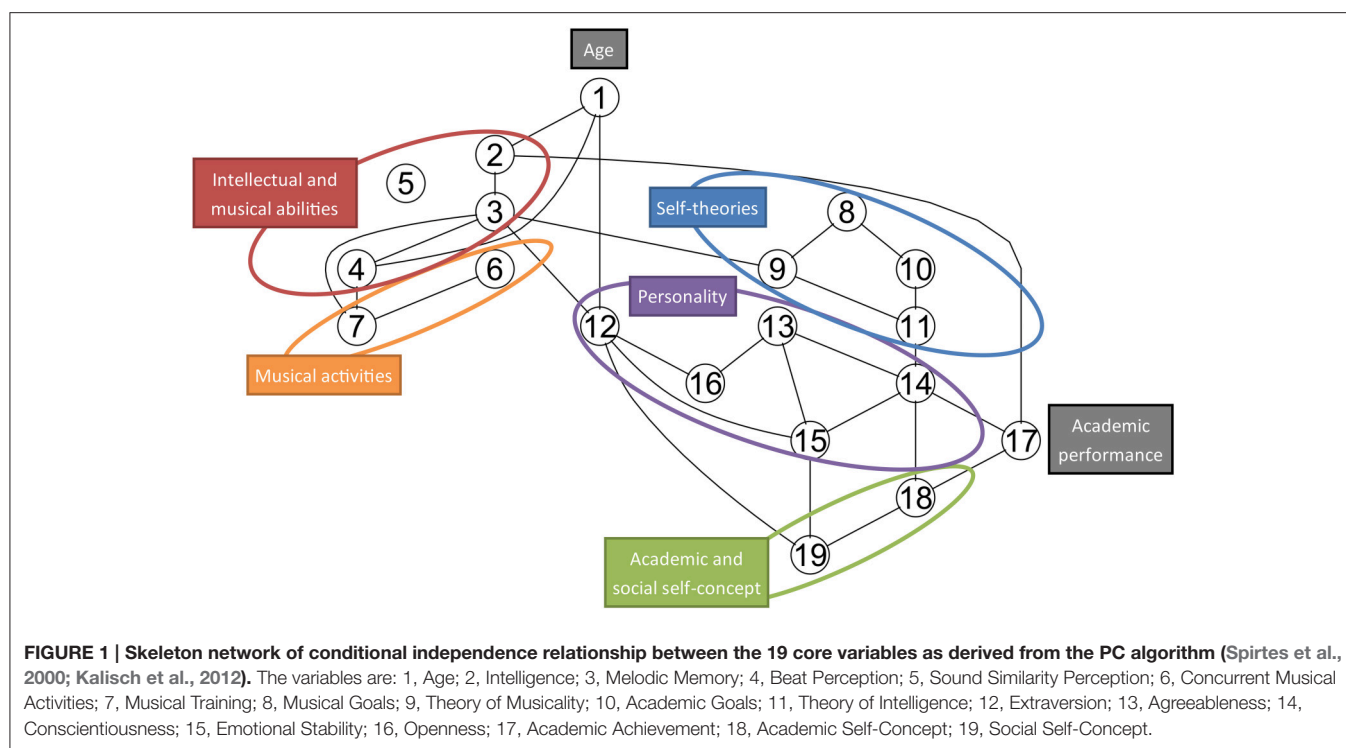 Age
1
2
5
Intellectual and
musical abilities
3
4
6
7
Musical activities
Self-theories
8
9
10
11
Personality
12
13
16
14
15
17
Academic
performance
18
19
Academic and
social self-concept
FIGURE 1 | Skeleton network of conditional independence relationship between the 19 core variables as derived from the PC algorithm (Spirtes et al.,
2000; Kalisch et al., 2012). The variables are: 1, Age; 2, Intelligence; 3, Melodic Memory; 4, Beat Perception; 5, Sound Similarity Perception; 6, Concurrent Musical
Activities; 7, Musical Training; 8, Musical Goals; 9, Theory of Musicality; 10, Academic Goals; 11, Theory of Intelligence; 12, Extraversion; 13, Agreeableness; 14,
Conscientiousness; 15, Emotional Stability; 16, Openness; 17, Academic Achievement; 18, Academic Self-Concept; 19, Social Self-Concept.